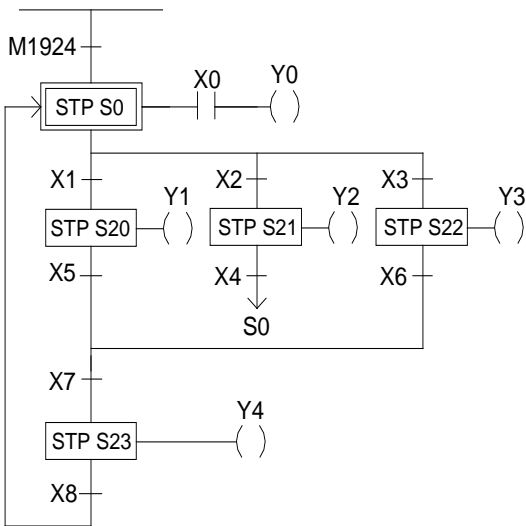 M1924
X0 Y0
STP S0
X1 X2 X3
Y1 Y2 Y3
STP S20 STP S21 STP S22
X5 X4 X6
S0
X7
Y4
STP S23
X8